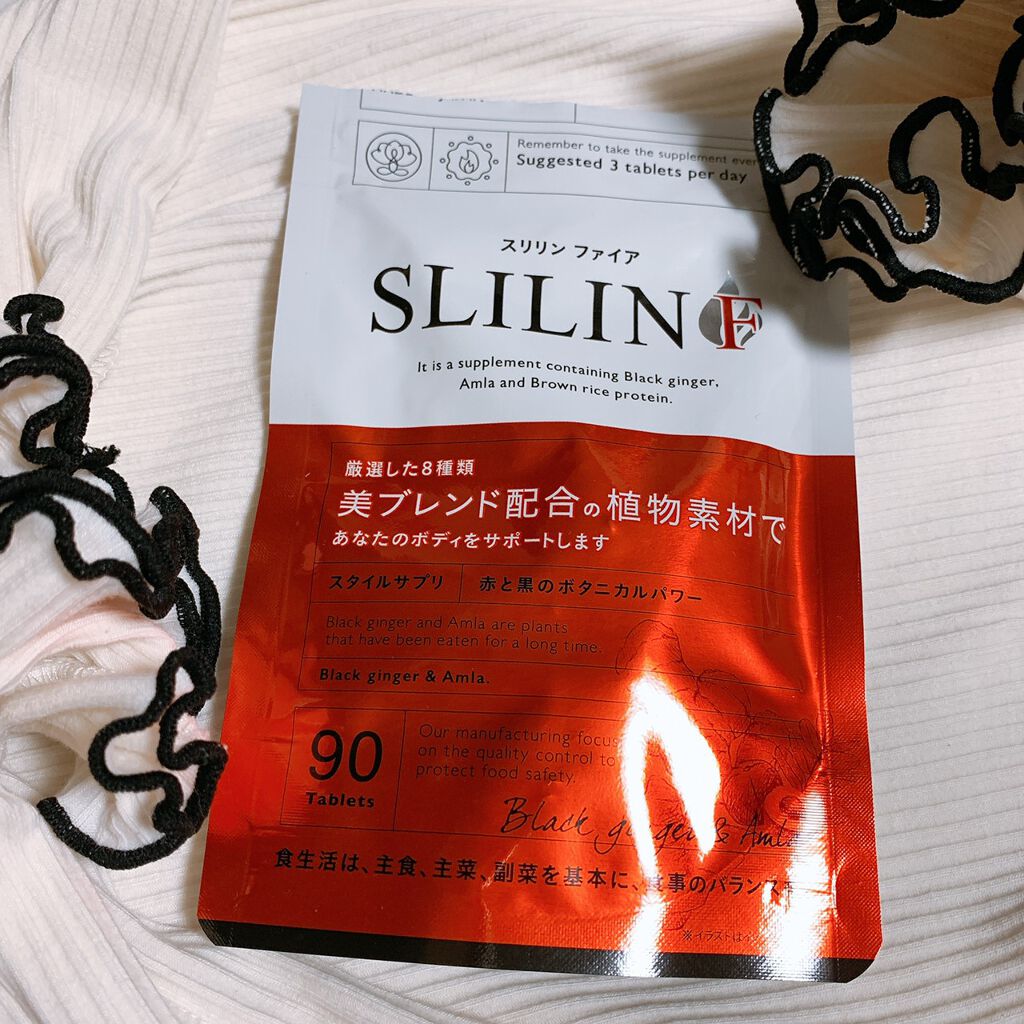 Remember to take the supplement
Suggested 3 tablets per day
スリリン ファイア
SLILIN F
It is a supplement containing Black ginger,
Amla and Brown rice protein.
厳選した8種類
美ブレンド配合の植物素材で
あなたのボディをサポートします
スタイルサプリ
赤と黒のボタニカルパワー
Black ginger and Amla are plants
that have been eaten for a long time.
Black ginger & Amla.
90
Tablets
Our manufacturing
on the quality control to
protect food safety.
Black ginger & Amla
食生活は、主食、主菜、副菜を基本に、食事のバランス
※イラストは